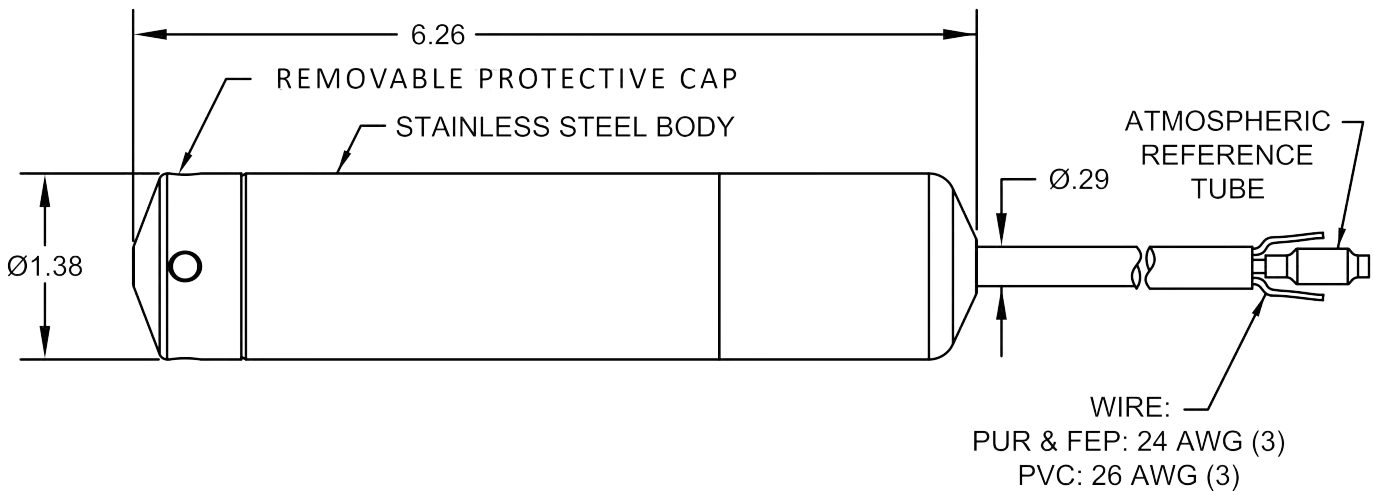 6.26
REMOVABLE PROTECTIVE CAP
STAINLESS STEEL BODY
ATMOSPHERIC
REFERENCE
TUBE
Ø.29
Ø1.38
WIRE:
PUR & FEP: 24 AWG (3)
PVC: 26 AWG (3)